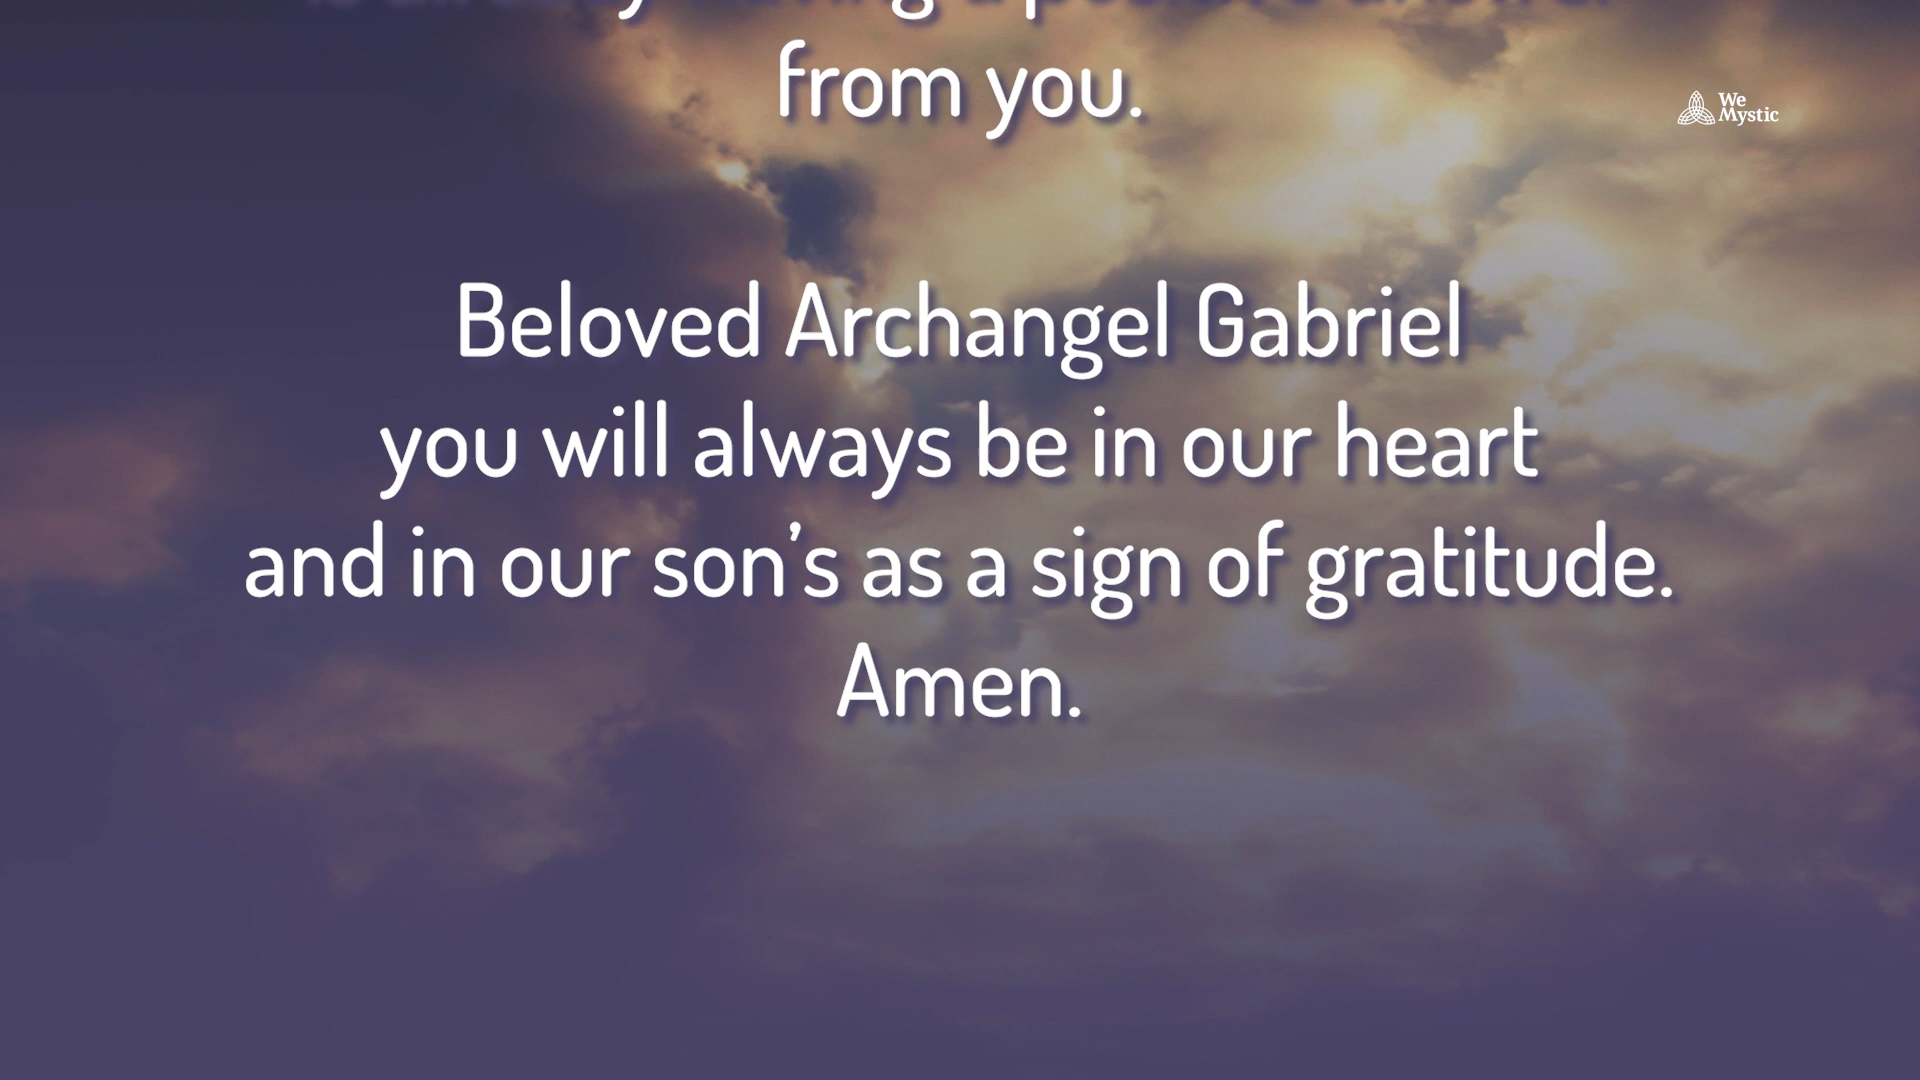 from you.
We
Mystic
Beloved Archangel Gabriel
you will always be in our heart
and in our son's as a sign of gratitude.
Amen.